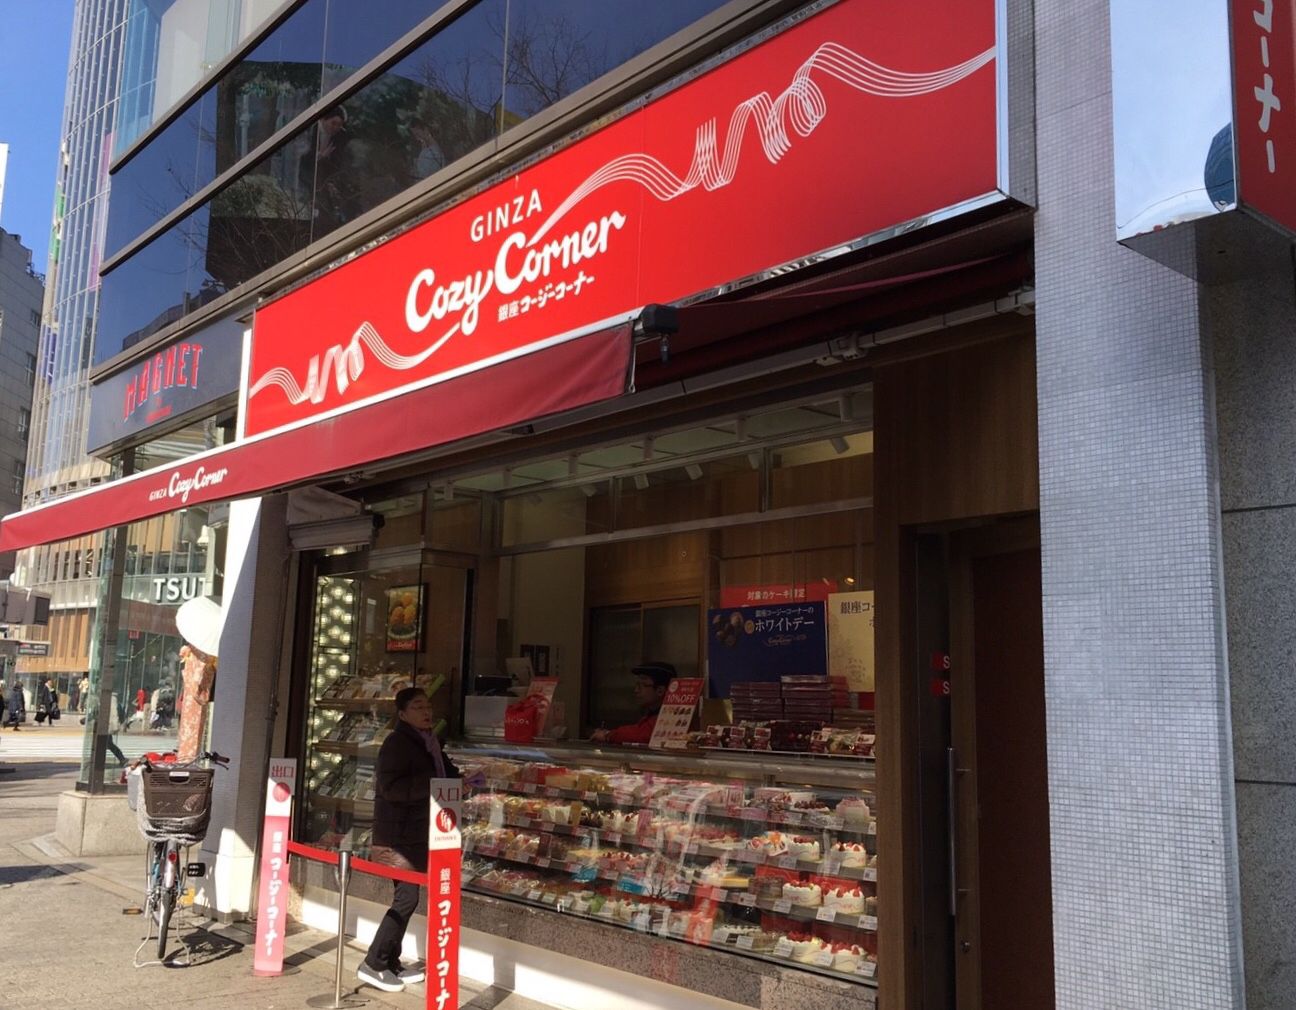 コーナー
GINZA
Cozy Corner
銀座コージーコーナー
MAGNET
GINZA Cozy Corner
TSUT
対象のケーキ限定
銀座コージーコーナーの
ホワイトデー
銀座コー
10%OFF
出口
銀座コージーコーナー
入口
銀座コージーコーナ
S
S